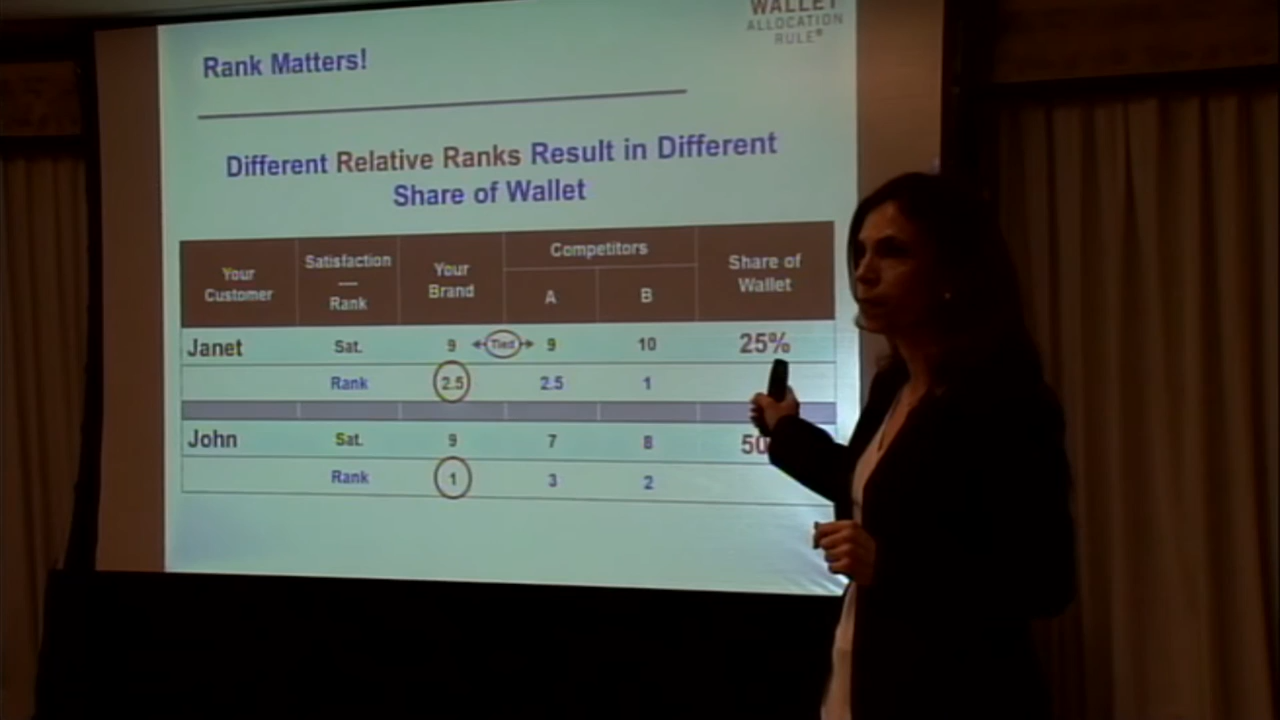 WALLET
ALLOCATION
RULE®
Rank Matters!
Different Relative Ranks Result in Different
Share of Wallet
Your Customer Satisfaction — Rank Your Brand Competitors A B Share of Wallet
Janet Sat. 9 Tied 9 10 25%
Rank 2.5 2.5 1
John Sat. 9 7 8 50
Rank 1 3 2